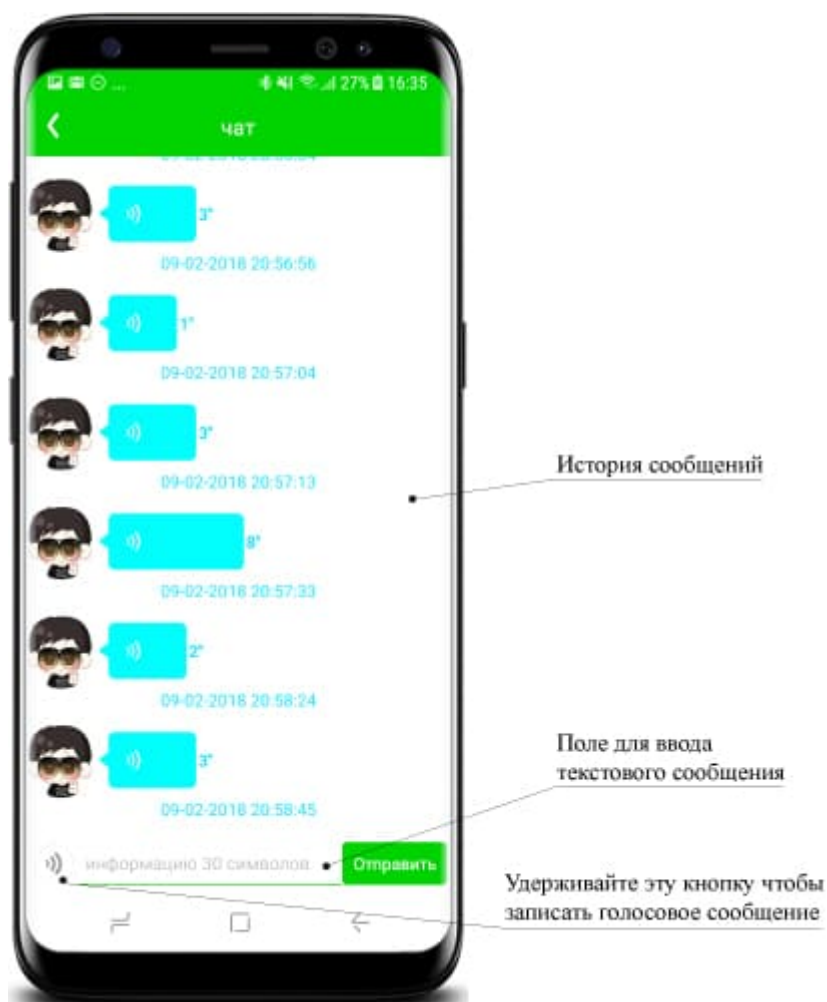 ... 27% 16:35
чат
3"
09-02-2018 20:56:56
1"
09-02-2018 20:57:04
3"
09-02-2018 20:57:13
8"
09-02-2018 20:57:33
2"
09-02-2018 20:58:24
3"
09-02-2018 20:58:45
информацию 30 символов
Отправить
История сообщений
Поле для ввода
текстового сообщения
Удерживайте эту кнопку чтобы
записать голосовое сообщение